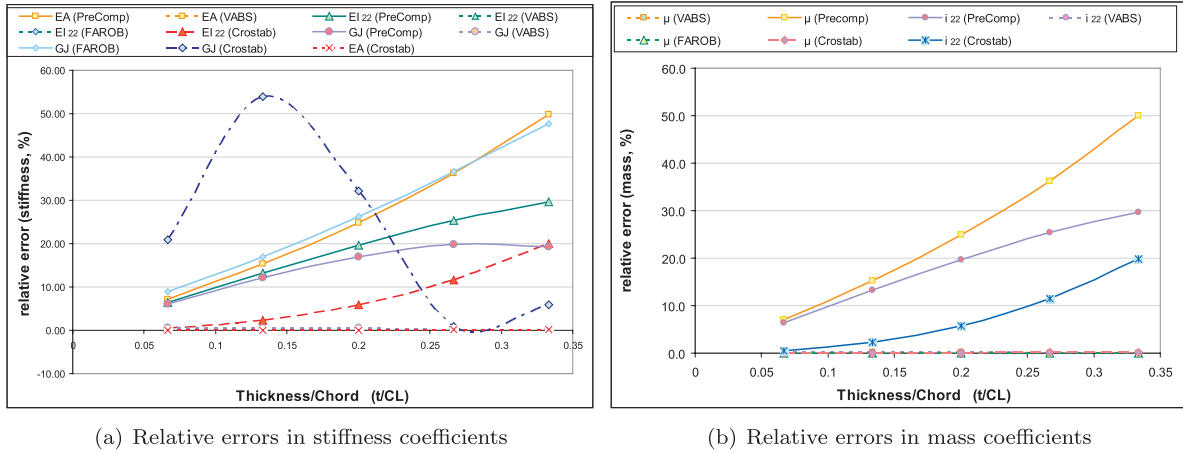 EA (PreComp) EA (VABS) EI 22 (PreComp) EI 22 (VABS)
EI 22 (FAROB) EI 22 (Crostab) GJ (PreComp) GJ (VABS)
GJ (FAROB) GJ (Crostab) EA (Crostab)
60.00
50.00
40.00
30.00
20.00
10.00
0.00
-10.00
relative error (stiffness, %)
0 0.05 0.1 0.15 0.2 0.25 0.3 0.35
Thickness/Chord (t/CL)
(a) Relative errors in stiffness coefficients
μ (VABS) μ (Precomp) i 22 (PreComp) i 22 (VABS)
μ (FAROB) μ (Crostab) i 22 (Crostab)
60.0
50.0
40.0
30.0
20.0
10.0
0.0
relative error (mass, %)
0 0.05 0.1 0.15 0.2 0.25 0.3 0.35
Thickness/Chord (t/CL)
(b) Relative errors in mass coefficients